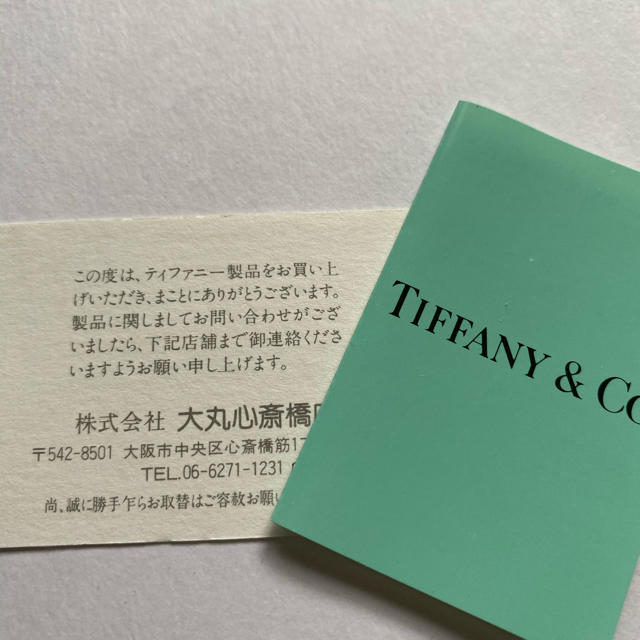 この度は、ティファニー製品をお買い上
げいただき、まことにありがとうございます。
製品に関しましてお問い合わせがござ
いましたら、下記店舗まで御連絡くださ
いますようお願い申し上げます。
株式会社 大丸心斎橋
〒542-8501 大阪市中央区心斎橋筋1
TEL.06-6271-1231
尚、誠に勝手乍らお取替はご容赦お願い
TIFFANY & Co